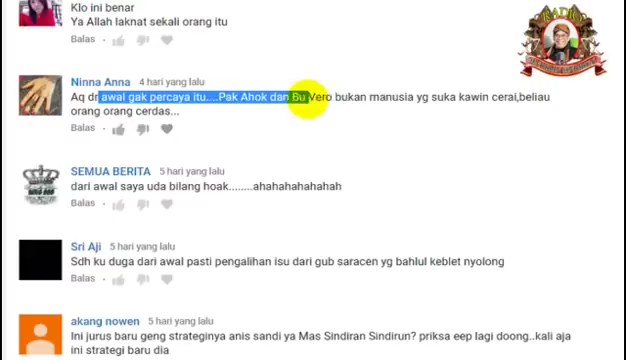 Klo ini benar
Ya Allah laknat sekali orang itu
Balas
Ninna Anna 4 hari yang lalu
Aq dr awal gak percaya itu....Pak Ahok dan Bu Vero bukan manusia yg suka kawin cerai,beliau
orang orang cerdas...
Balas
SEMUA BERITA 5 hari yang lalu
dari awal saya uda bilang hoak........ahahahahahahah
Balas
Sri Aji 5 hari yang lalu
Sdh ku duga dari awal pasti pengalihan isu dari gub saracen yg bahlul keblet nyolong
Balas
akang nowen 5 hari yang lalu
Ini jurus baru geng strateginya anis sandi ya Mas Sindiran Sindirun? priksa eep lagi doong..kali aja
ini strategi baru dia